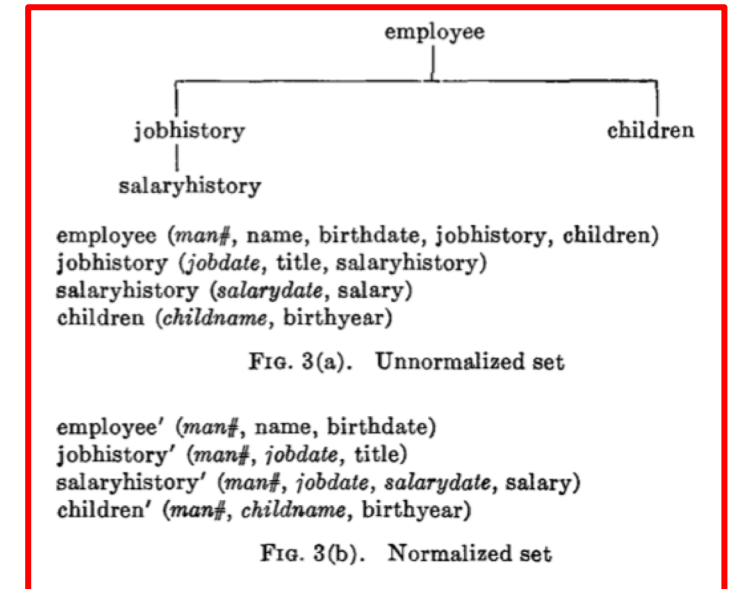 employee
jobhistory children
salaryhistory
employee (man#, name, birthdate, jobhistory, children)
jobhistory (jobdate, title, salaryhistory)
salaryhistory (salarydate, salary)
children (childname, birthyear)
FIG. 3(a). Unnormalized set
employee′ (man#, name, birthdate)
jobhistory′ (man#, jobdate, title)
salaryhistory′ (man#, jobdate, salarydate, salary)
children′ (man#, childname, birthyear)
FIG. 3(b). Normalized set